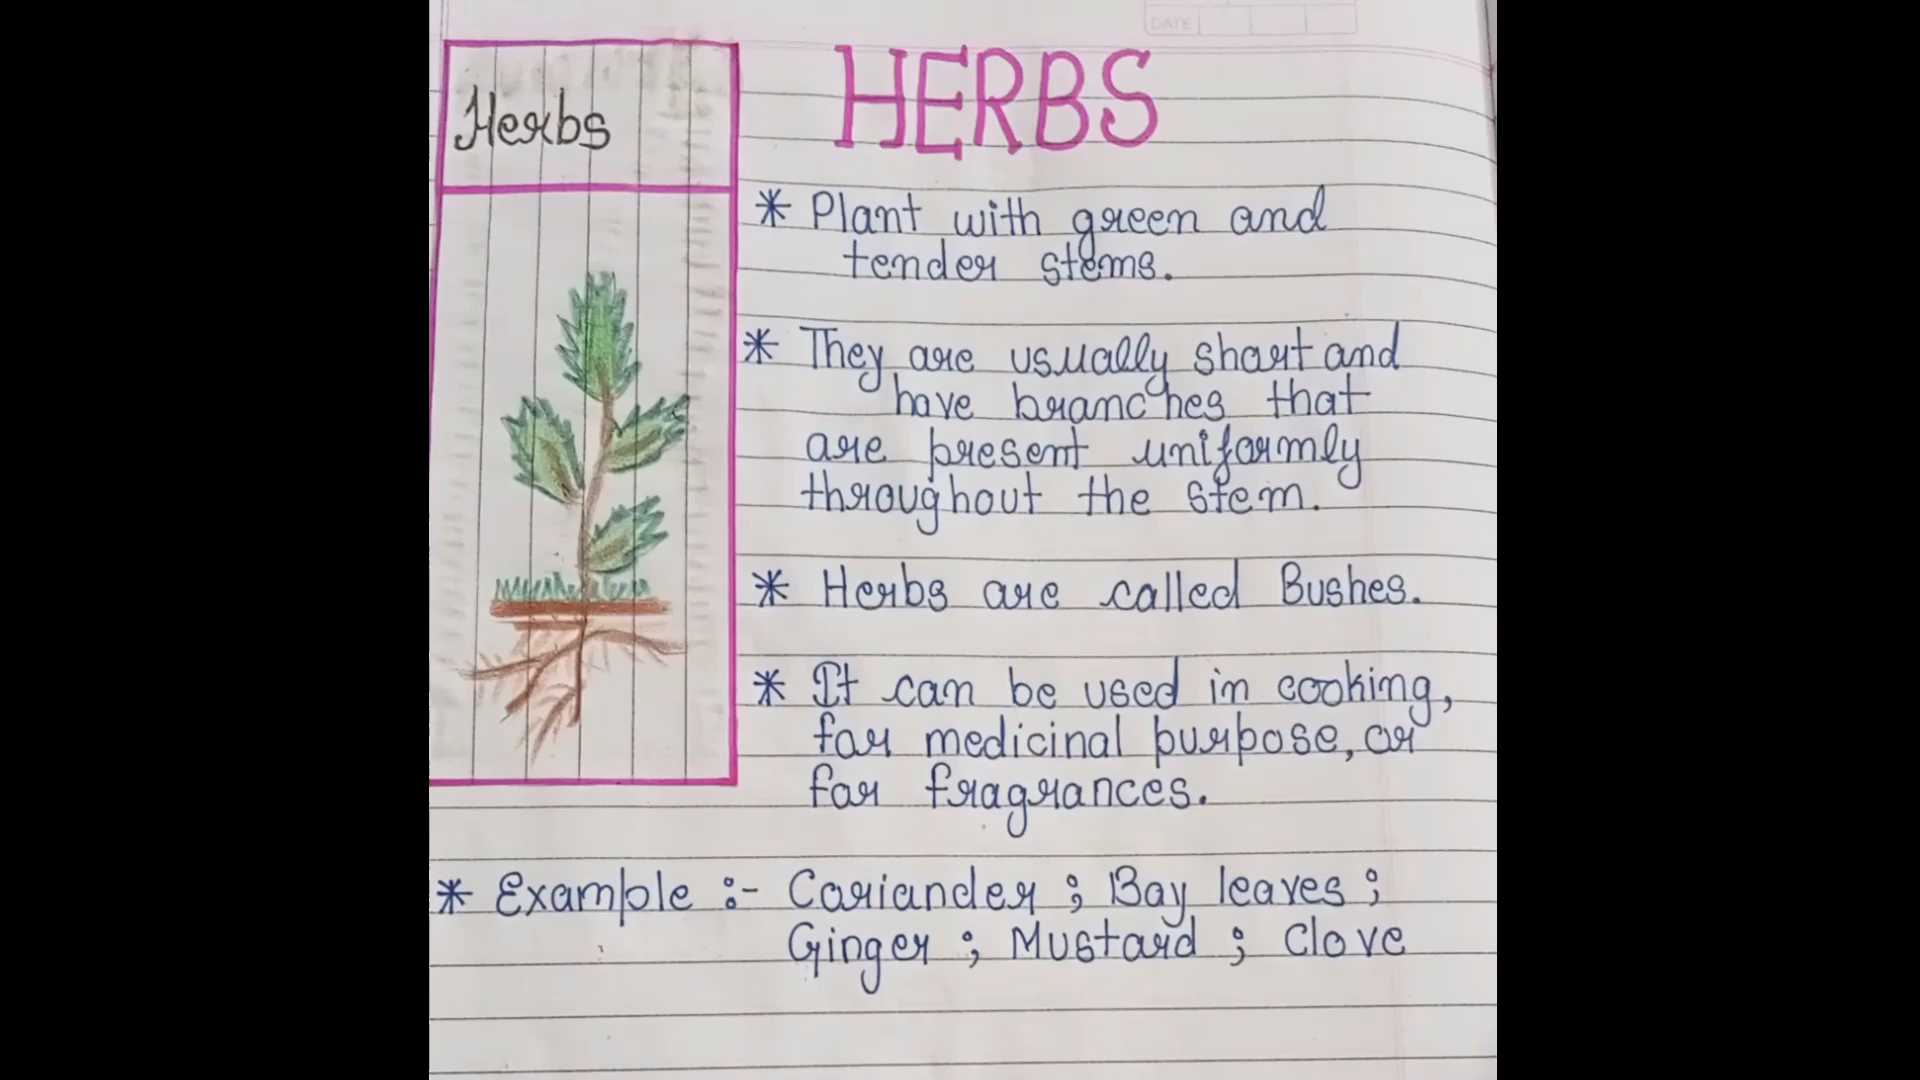 DATE
Herbs
HERBS
* Plant with green and
tender stems.
* They are usually short and
have branches that
are present uniformly
throughout the stem.
* Herbs are called Bushes.
* It can be used in cooking,
for medicinal purpose, or
for fragrances.
* Example :- Coriander ; Bay leaves ;
Ginger ; Mustard ; Clove